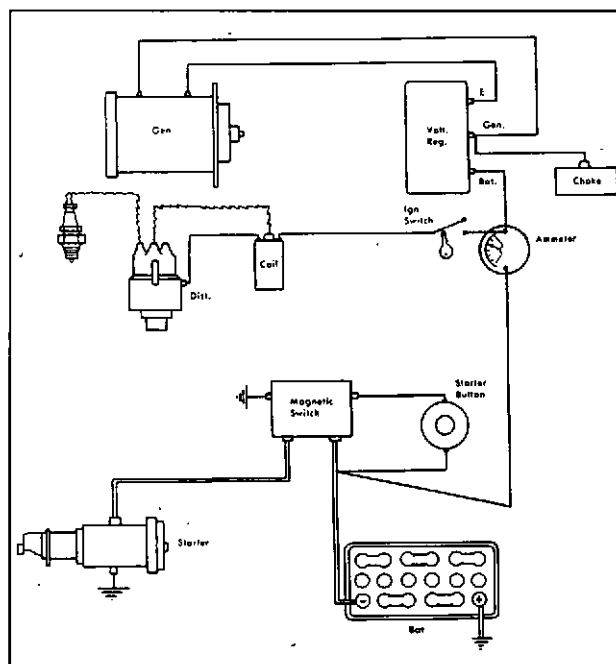 Gen
E
Volt.
Reg.
Gen.
Bat.
Choke
Ign
Switch
Ammeter
Coil
Dist.
Magnetic
Switch
Starter
Button
Starter
-
+
Bat